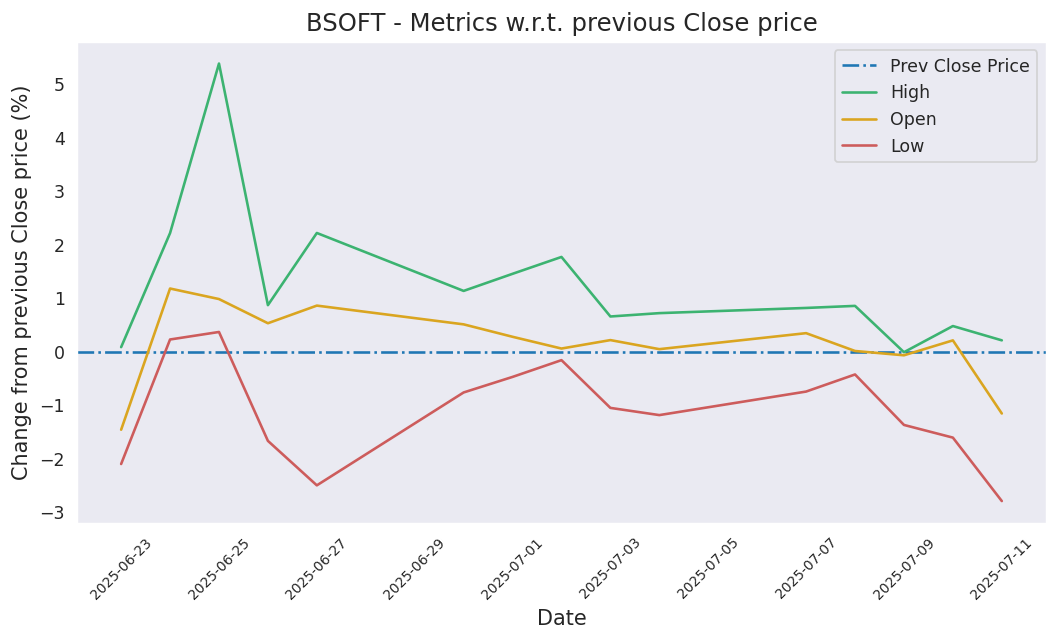 BSOFT - Metrics w.r.t. previous Close price
Change from previous Close price (%)
5
4
3
2
1
0
−1
−2
−3
Prev Close Price
High
Open
Low
2025-06-23
2025-06-25
2025-06-27
2025-06-29
2025-07-01
2025-07-03
2025-07-05
2025-07-07
2025-07-09
2025-07-11
Date